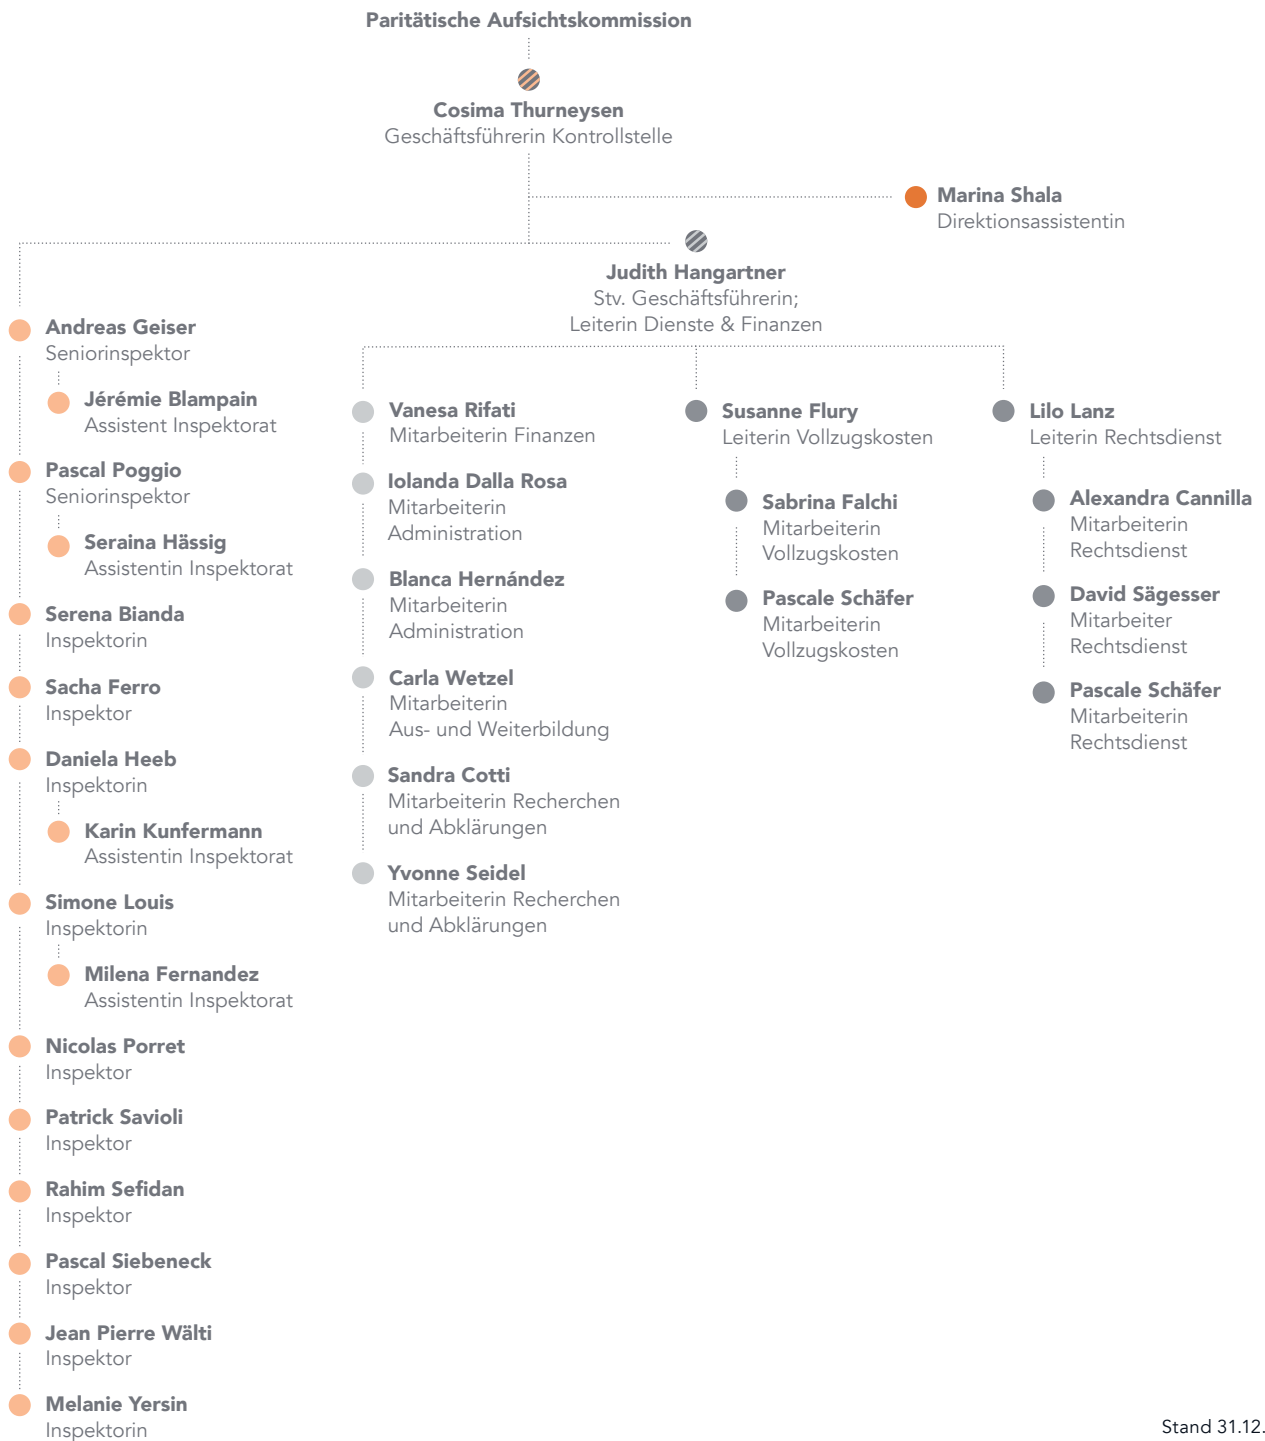 Paritätische Aufsichtskommission
Cosima Thurneysen
Geschäftsführerin Kontrollstelle
Marina Shala
Direktionsassistentin
Judith Hangartner
Stv. Geschäftsführerin;
Leiterin Dienste & Finanzen
Andreas Geiser
Seniorinspektor
Jérémie Blampain
Assistent Inspektorat
Pascal Poggio
Seniorinspektor
Seraina Hässig
Assistentin Inspektorat
Serena Bianda
Inspektorin
Sacha Ferro
Inspektor
Daniela Heeb
Inspektorin
Karin Kunfermann
Assistentin Inspektorat
Simone Louis
Inspektorin
Milena Fernandez
Assistentin Inspektorat
Nicolas Porret
Inspektor
Patrick Savioli
Inspektor
Rahim Sefidan
Inspektor
Pascal Siebeneck
Inspektor
Jean Pierre Wälti
Inspektor
Melanie Yersin
Inspektorin
Vanesa Rifati
Mitarbeiterin Finanzen
Iolanda Dalla Rosa
Mitarbeiterin
Administration
Blanca Hernández
Mitarbeiterin
Administration
Carla Wetzel
Mitarbeiterin
Aus- und Weiterbildung
Sandra Cotti
Mitarbeiterin Recherchen
und Abklärungen
Yvonne Seidel
Mitarbeiterin Recherchen
und Abklärungen
Susanne Flury
Leiterin Vollzugskosten
Sabrina Falchi
Mitarbeiterin
Vollzugskosten
Pascale Schäfer
Mitarbeiterin
Vollzugskosten
Lilo Lanz
Leiterin Rechtsdienst
Alexandra Cannilla
Mitarbeiterin
Rechtsdienst
David Sägesser
Mitarbeiter
Rechtsdienst
Pascale Schäfer
Mitarbeiterin
Rechtsdienst
Stand 31.12.